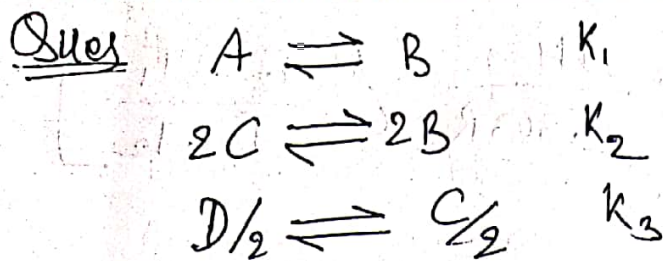 Ques A ⇌ B K₁
2C ⇌ 2B K₂
D/2 ⇌ C/2 K₃